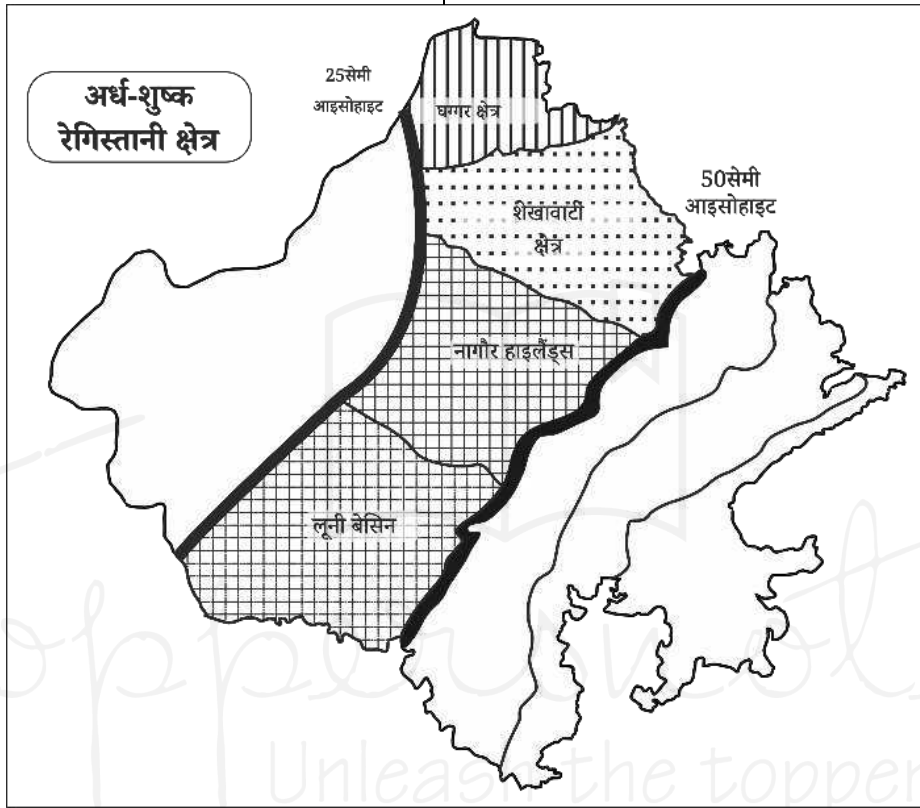 अर्ध-शुष्क
रेगिस्तानी क्षेत्र
25सेमी
आइसोहाइट
घग्गर क्षेत्र
50सेमी
आइसोहाइट
शेखावाटी
क्षेत्र
नागौर हाइलैंड्स
लूनी बेसिन
Unleash the topper